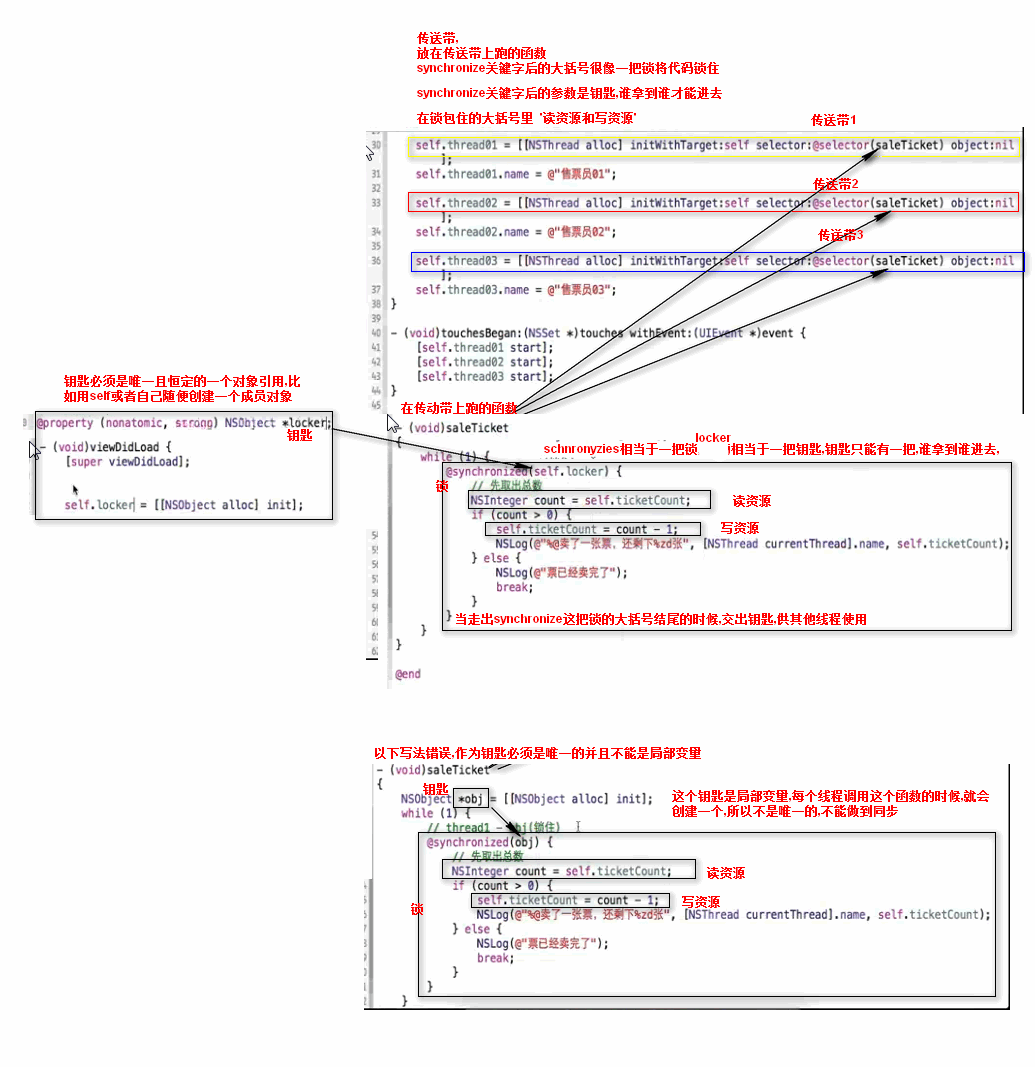 传送带,
放在传送带上跑的函数
synchronize关键字后的大括号很像一把锁将代码锁住
synchronize关键字后的参数是钥匙,谁拿到谁才能进去
在锁包住的大括号里 '读资源和写资源'
传送带1
30 self.thread01 = [[NSThread alloc] initWithTarget:self selector:@selector(saleTicket) object:nil
];
31 self.thread01.name = @"售票员01";
32
传送带2
33 self.thread02 = [[NSThread alloc] initWithTarget:self selector:@selector(saleTicket) object:nil
];
34 self.thread02.name = @"售票员02";
35
传送带3
36 self.thread03 = [[NSThread alloc] initWithTarget:self selector:@selector(saleTicket) object:nil
];
37 self.thread03.name = @"售票员03";
38 }
39
40 - (void)touchesBegan:(NSSet *)touches withEvent:(UIEvent *)event {
41 [self.thread01 start];
42 [self.thread02 start];
43 [self.thread03 start];
44 }
45
钥匙必须是唯一且恒定的一个对象引用,比
如用self或者自己随便创建一个成员对象
@property (nonatomic, strong) NSObject *locker;
钥匙
- (void)viewDidLoad {
[super viewDidLoad];
self.locker = [[NSObject alloc] init];
在传动带上跑的函数
(void)saleTicket
{
schnronyzies相当于一把锁
locker
相当于一把钥匙,钥匙只能有一把,谁拿到谁进去,
while (1) {
@synchronized(self.locker) {
锁
// 先取出总数
NSInteger count = self.ticketCount;
读资源
if (count > 0) {
self.ticketCount = count - 1;
写资源
NSLog(@"%@卖了一张票，还剩下%zd张", [NSThread currentThread].name, self.ticketCount);
} else {
NSLog(@"票已经卖完了");
break;
}
} 当走出synchronize这把锁的大括号结尾的时候,交出钥匙,供其他线程使用
}
}
@end
以下写法错误,作为钥匙必须是唯一的并且不能是局部变量
- (void)saleTicket
{
钥匙
NSObject *obj = [[NSObject alloc] init];
这个钥匙是局部变量,每个线程调用这个函数的时候,就会
创建一个,所以不是唯一的,不能做到同步
while (1) {
// thread1 - obj(锁住)
@synchronized(obj) {
// 先取出总数
NSInteger count = self.ticketCount;
读资源
if (count > 0) {
self.ticketCount = count - 1;
写资源
锁
NSLog(@"%@卖了一张票，还剩下%zd张", [NSThread currentThread].name, self.ticketCount);
} else {
NSLog(@"票已经卖完了");
break;
}
}
}